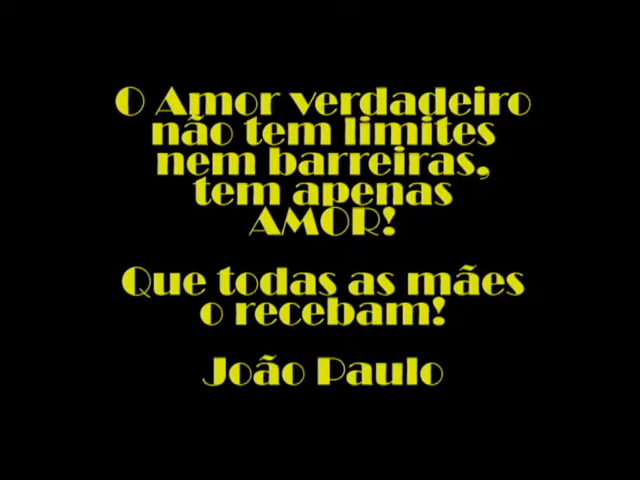 O Amor verdadeiro
não tem limites
nem barreiras,
tem apenas
AMOR!
Que todas as mães
o recebam!
João Paulo